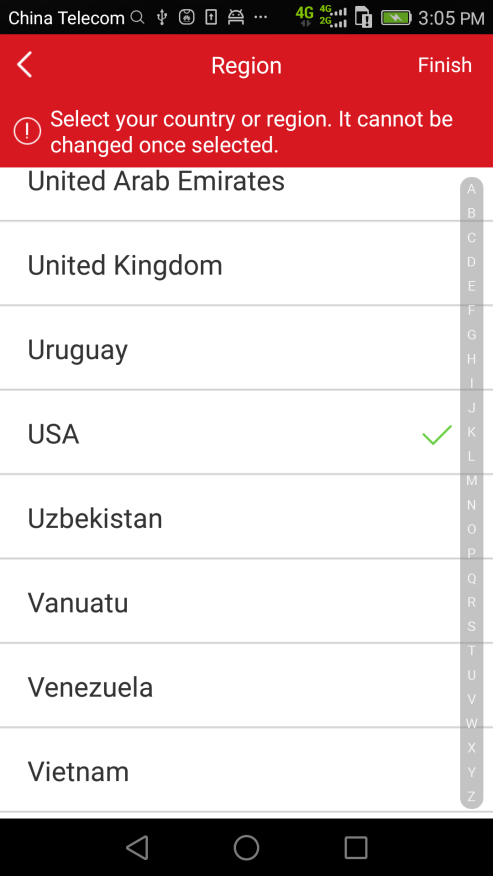 China Telecom 4G 4G 2G 3:05 PM
Region Finish
Select your country or region. It cannot be
changed once selected.
United Arab Emirates
United Kingdom
Uruguay
USA
Uzbekistan
Vanuatu
Venezuela
Vietnam
A
B
C
D
E
F
G
H
I
J
K
L
M
N
O
P
Q
R
S
T
U
V
W
X
Y
Z